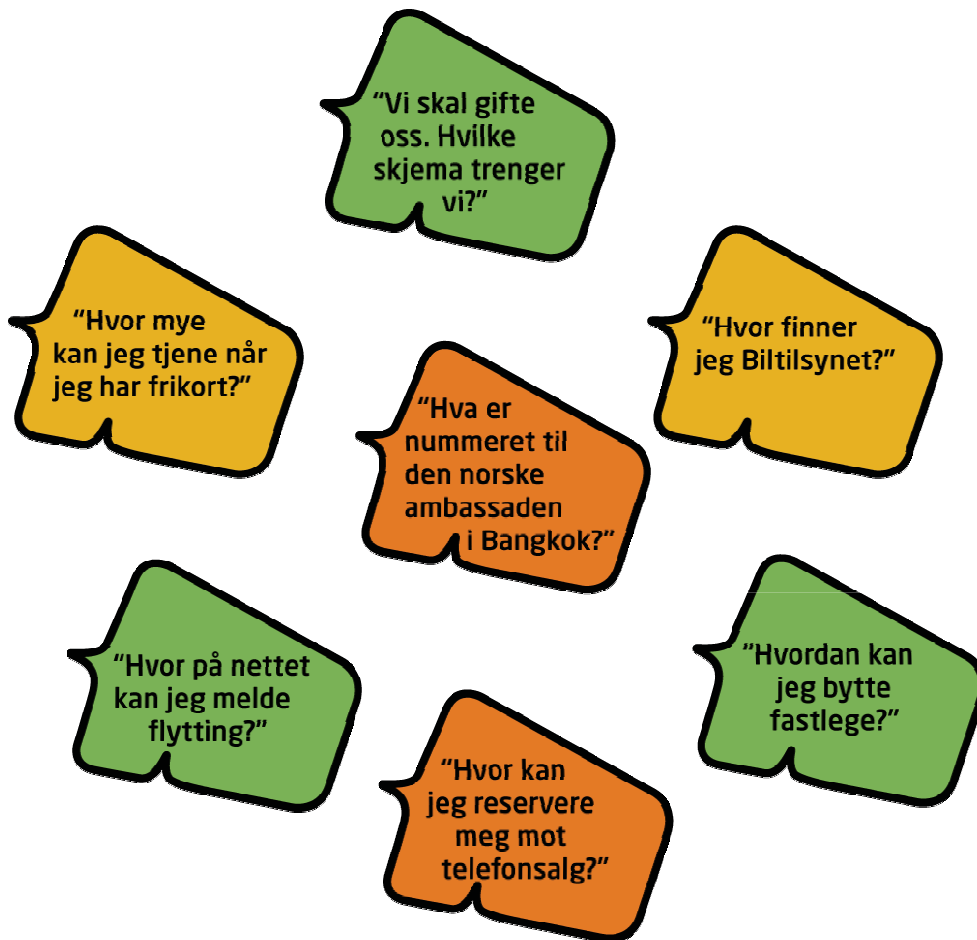 “Vi skal gifte
oss. Hvilke
skjema trenger
vi?”
“Hvor mye
kan jeg tjene når
jeg har frikort?”
“Hvor finner
jeg Biltilsynet?”
“Hva er
nummeret til
den norske
ambassaden
i Bangkok?”
“Hvor på nettet
kan jeg melde
flytting?”
“Hvordan kan
jeg bytte
fastlege?”
“Hvor kan
jeg reservere
meg mot
telefonsalg?”